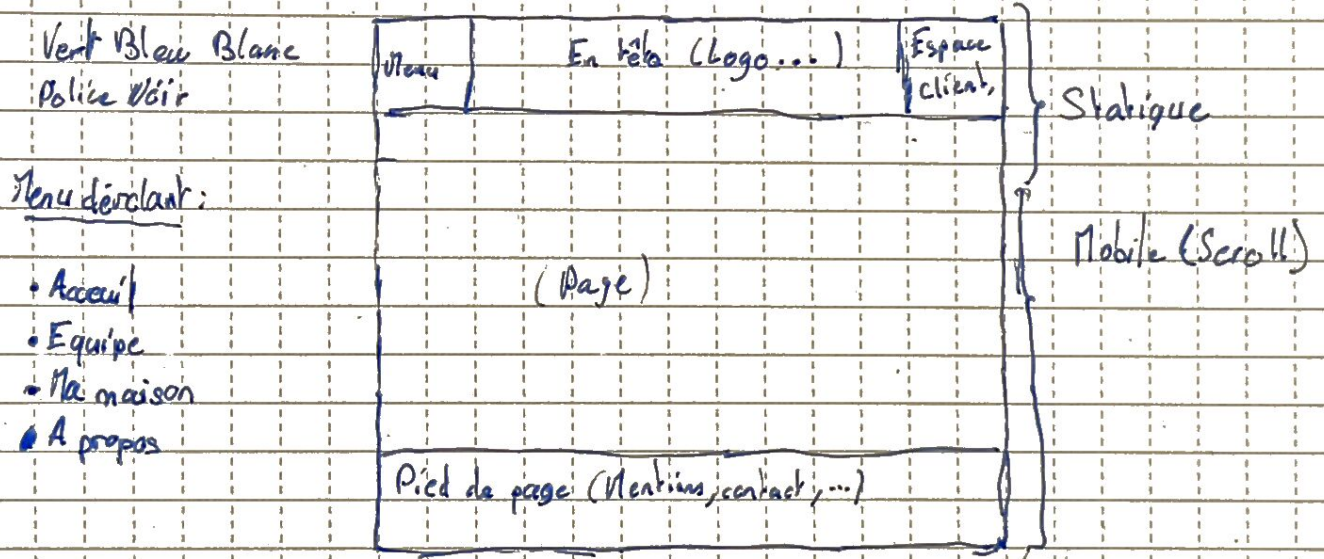 Vert Bleu Blanc
Police Noir
Menu déroulant :
• Acceuil
• Equipe
• Ma maison
• A propos
Menu
En tête (Logo...)
Espace
client,
(Page)
Pied de page (Mentions, contact, ...)
Statique
Mobile (Scroll)